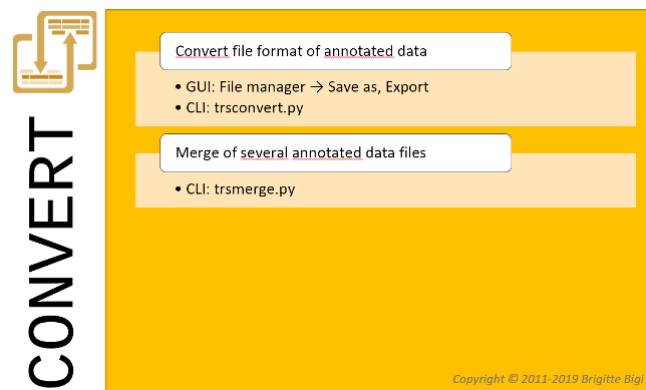 CONVERT
Convert file format of annotated data
• GUI: File manager → Save as, Export
• CLI: trsconvert.py
Merge of several annotated data files
• CLI: trsmerge.py
Copyright © 2011-2019 Brigitte Bigi